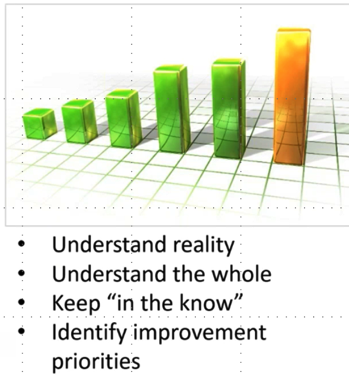 • Understand reality
• Understand the whole
• Keep “in the know”
• Identify improvement
priorities